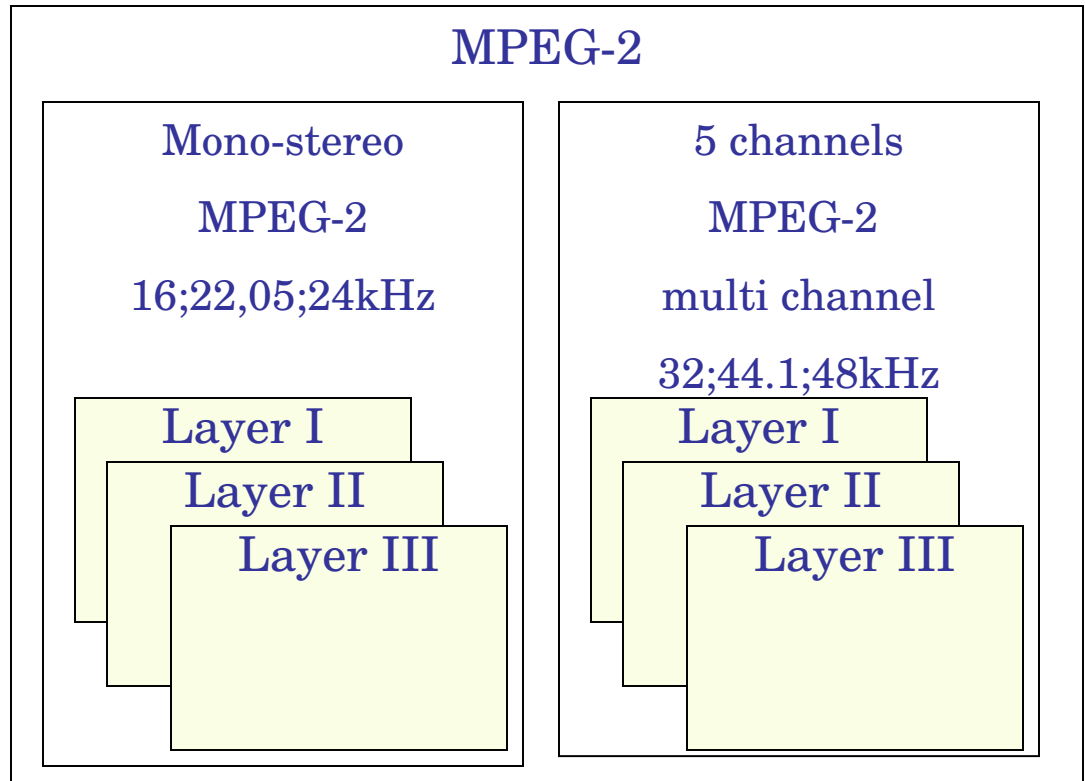 MPEG-2
Mono-stereo
MPEG-2
16;22,05;24kHz
Layer I
Layer II
Layer III
5 channels
MPEG-2
multi channel
32;44.1;48kHz
Layer I
Layer II
Layer III